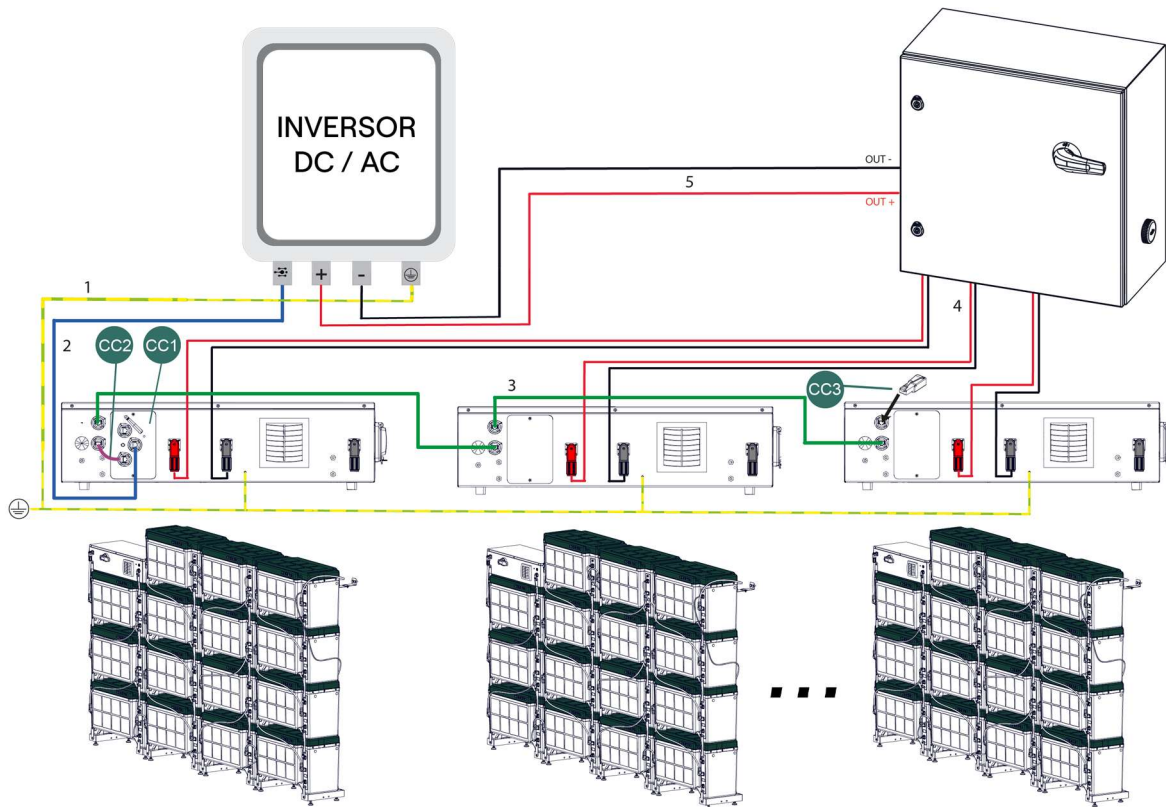 INVERSOR
DC / AC
OUT -
5
OUT +
+
-
1
4
2
CC2
CC1
3
CC3